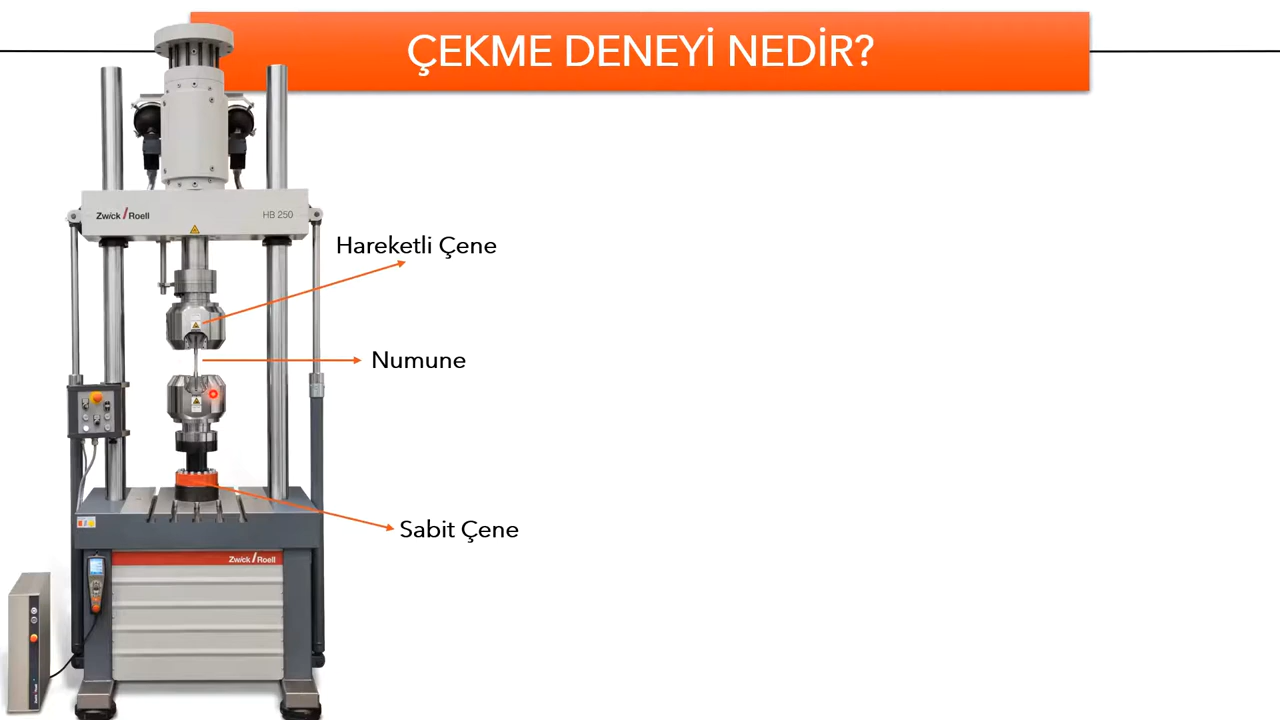 ÇEKME DENEYİ NEDİR?
Zwick / Roell
HB 250
Hareketli Çene
Numune
Sabit Çene
Zwick / Roell